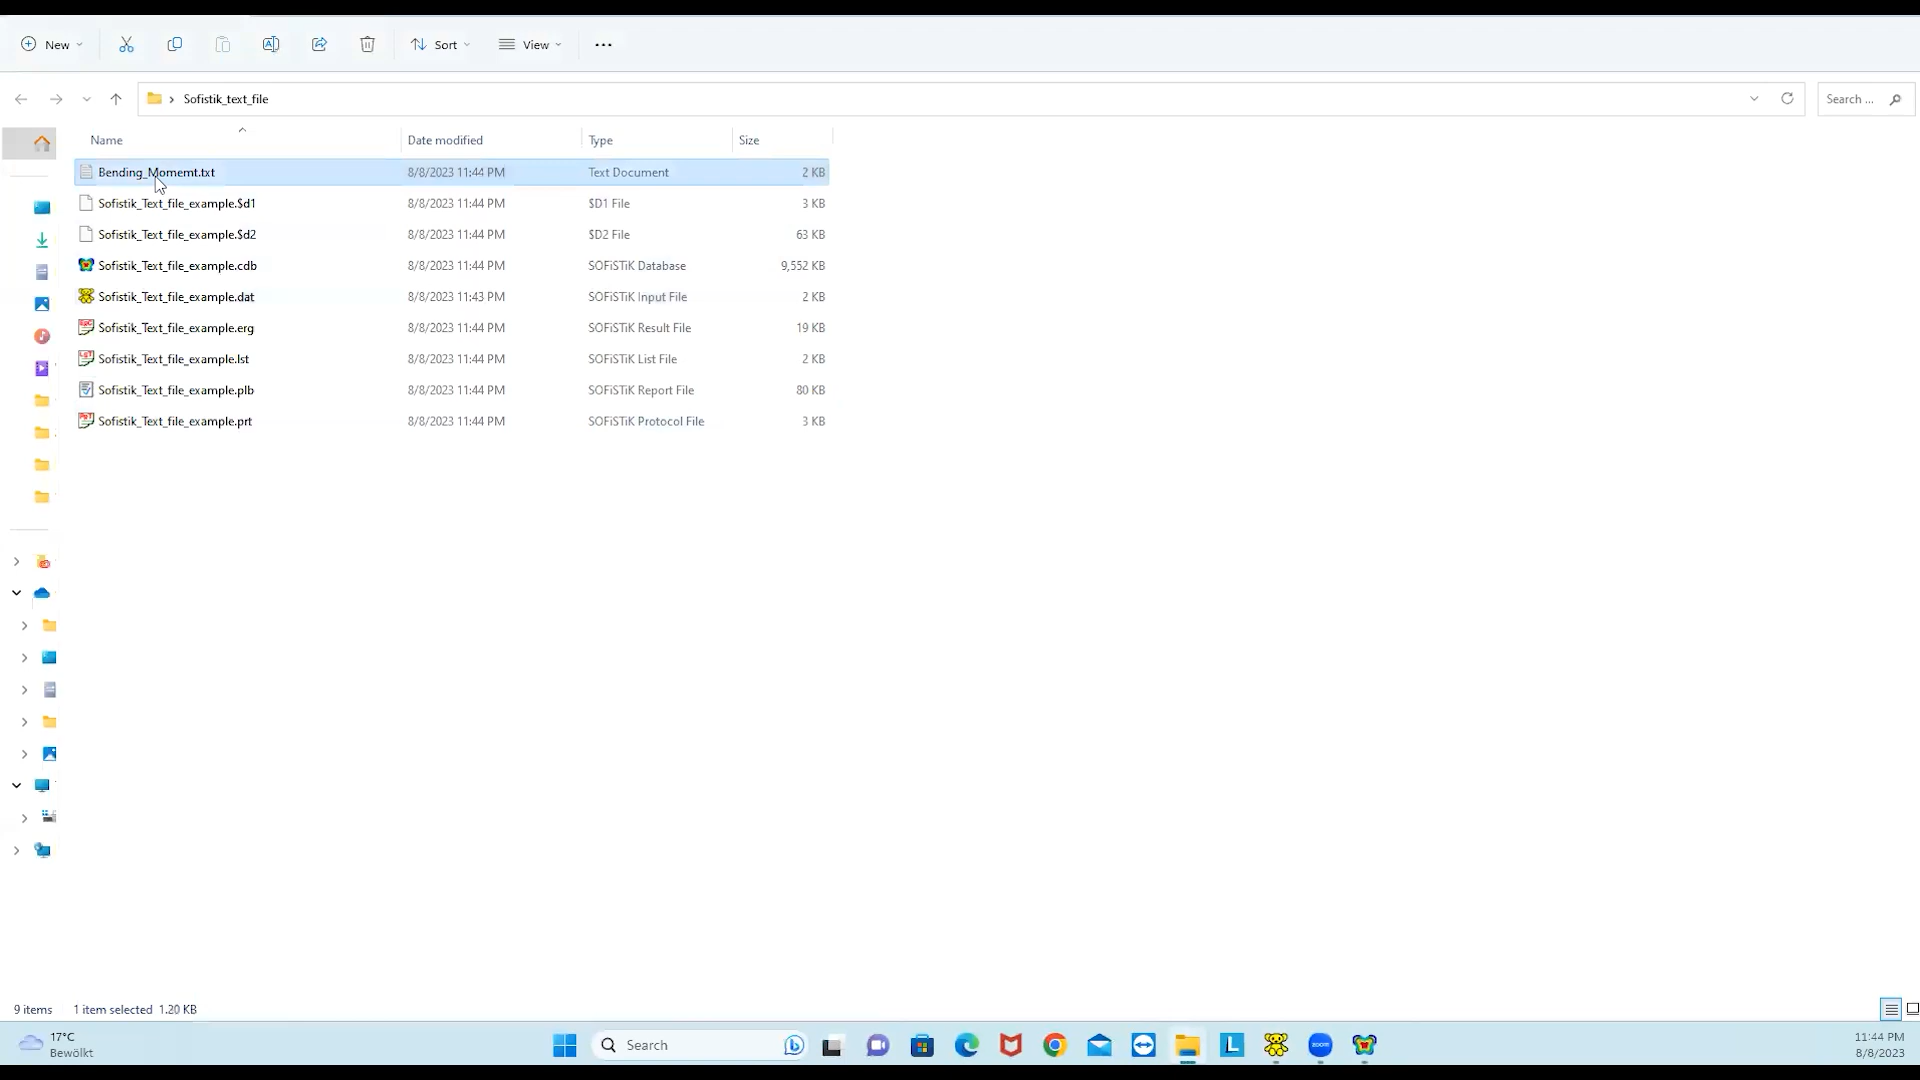 New
Sort
View
Sofistik_text_file
Search ...
Name Date modified Type Size
Bending_Momemt.txt 8/8/2023 11:44 PM Text Document 2 KB
Sofistik_Text_file_example.$d1 8/8/2023 11:44 PM $D1 File 3 KB
Sofistik_Text_file_example.$d2 8/8/2023 11:44 PM $D2 File 63 KB
Sofistik_Text_file_example.cdb 8/8/2023 11:44 PM SOFiSTiK Database 9,552 KB
Sofistik_Text_file_example.dat 8/8/2023 11:43 PM SOFiSTiK Input File 2 KB
Sofistik_Text_file_example.erg 8/8/2023 11:44 PM SOFiSTiK Result File 19 KB
Sofistik_Text_file_example.lst 8/8/2023 11:44 PM SOFiSTiK List File 2 KB
Sofistik_Text_file_example.plb 8/8/2023 11:44 PM SOFiSTiK Report File 80 KB
Sofistik_Text_file_example.prt 8/8/2023 11:44 PM SOFiSTiK Protocol File 3 KB
9 items 1 item selected 1.20 KB
17°C
Bewölkt
Search
zoom
L
11:44 PM
8/8/2023